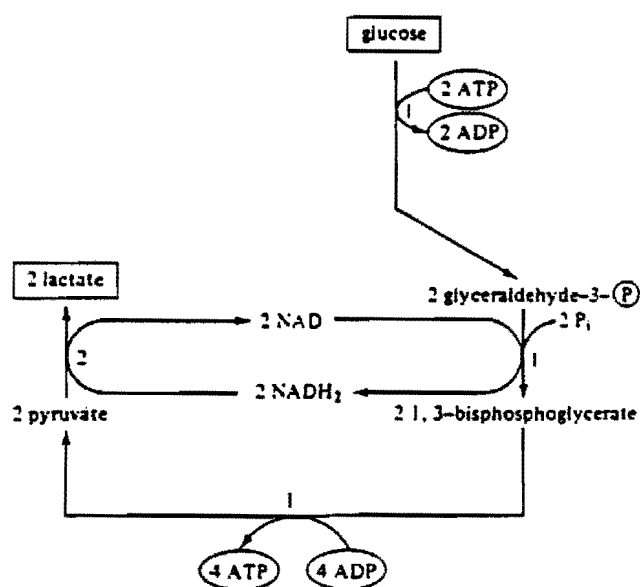 glucose
2 ATP
1
2 ADP
2 lactate
2 glyceraldehyde-3-P
2 NAD
2 Pi
2
1
2 NADH₂
2 pyruvate
2 1, 3-bisphosphoglycerate
1
4 ATP
4 ADP